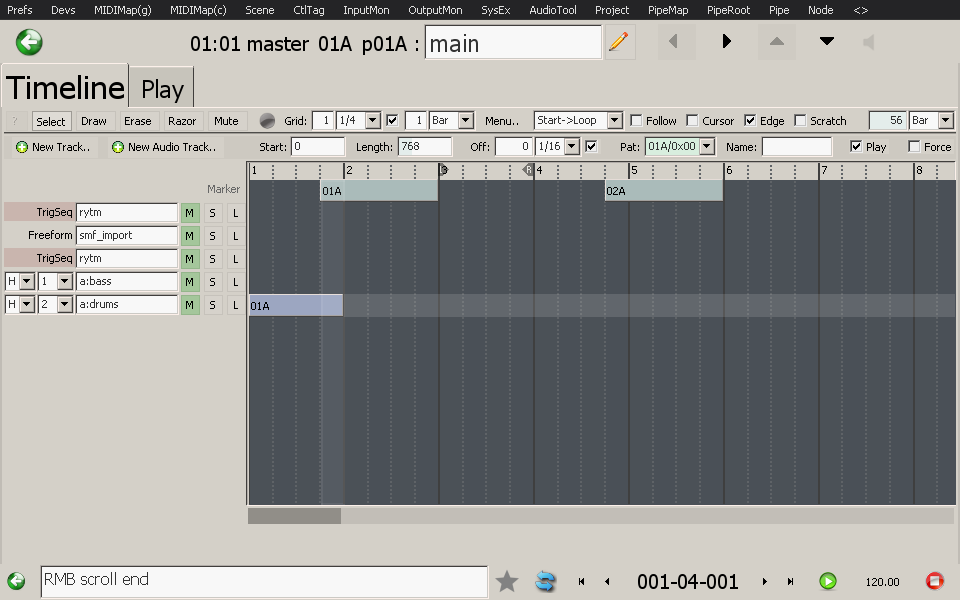 Prefs Devs MIDIMap(g) MIDIMap(c) Scene CtlTag InputMon OutputMon SysEx AudioTool Project PipeMap PipeRoot Pipe Node <>
01:01 master 01A p01A : main
Timeline Play
? Select Draw Erase Razor Mute Grid: 1 1/4 1 Bar Menu.. Start->Loop Follow Cursor Edge Scratch 56 Bar
New Track.. New Audio Track.. Start: 0 Length: 768 Off: 0 1/16 Pat: 01A/0x00 Name: Play Force
1 2 3 R 4 5 6 7 8
Marker 01A 02A
TrigSeq rytm M S L
Freeform smf_import M S L
TrigSeq rytm M S L
H 1 a:bass M S L
H 2 a:drums M S L 01A
RMB scroll end 001-04-001 120.00